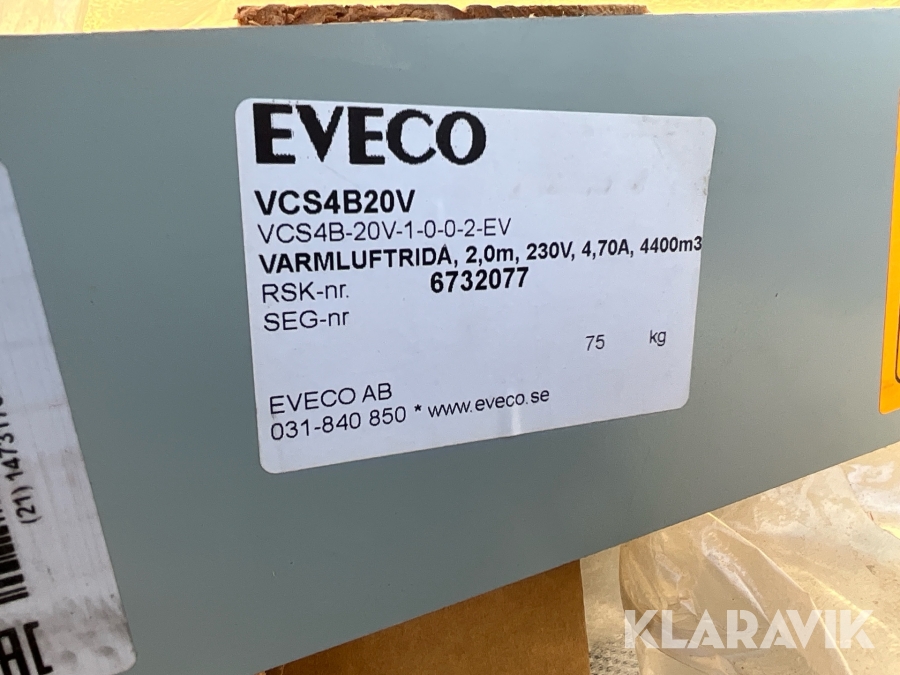 EVECO
VCS4B20V
VCS4B-20V-1-0-0-2-EV
VARMLUFTRIDÅ, 2,0m, 230V, 4,70A, 4400m3
RSK-nr. 6732077
SEG-nr
75 kg
EVECO AB
031-840 850 * www.eveco.se
KLARAVIK